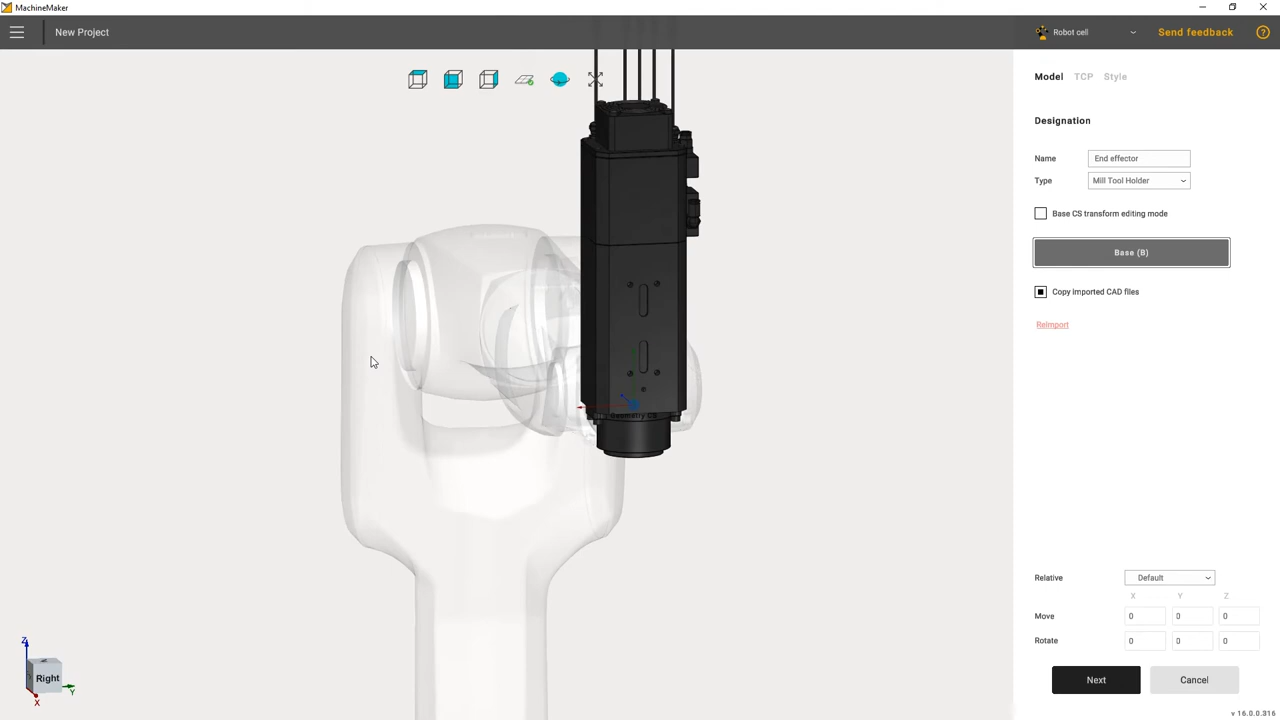 MachineMaker
New Project
Robot cell
Send feedback
?
Model TCP Style
Designation
Name End effector
Type Mill Tool Holder
Base CS transform editing mode
Base (B)
Copy imported CAD files
Reimport
Relative Default
X Y Z
Move 0 0 0
Rotate 0 0 0
Next Cancel
v 16.0.0.316
Z
Right
Y
X